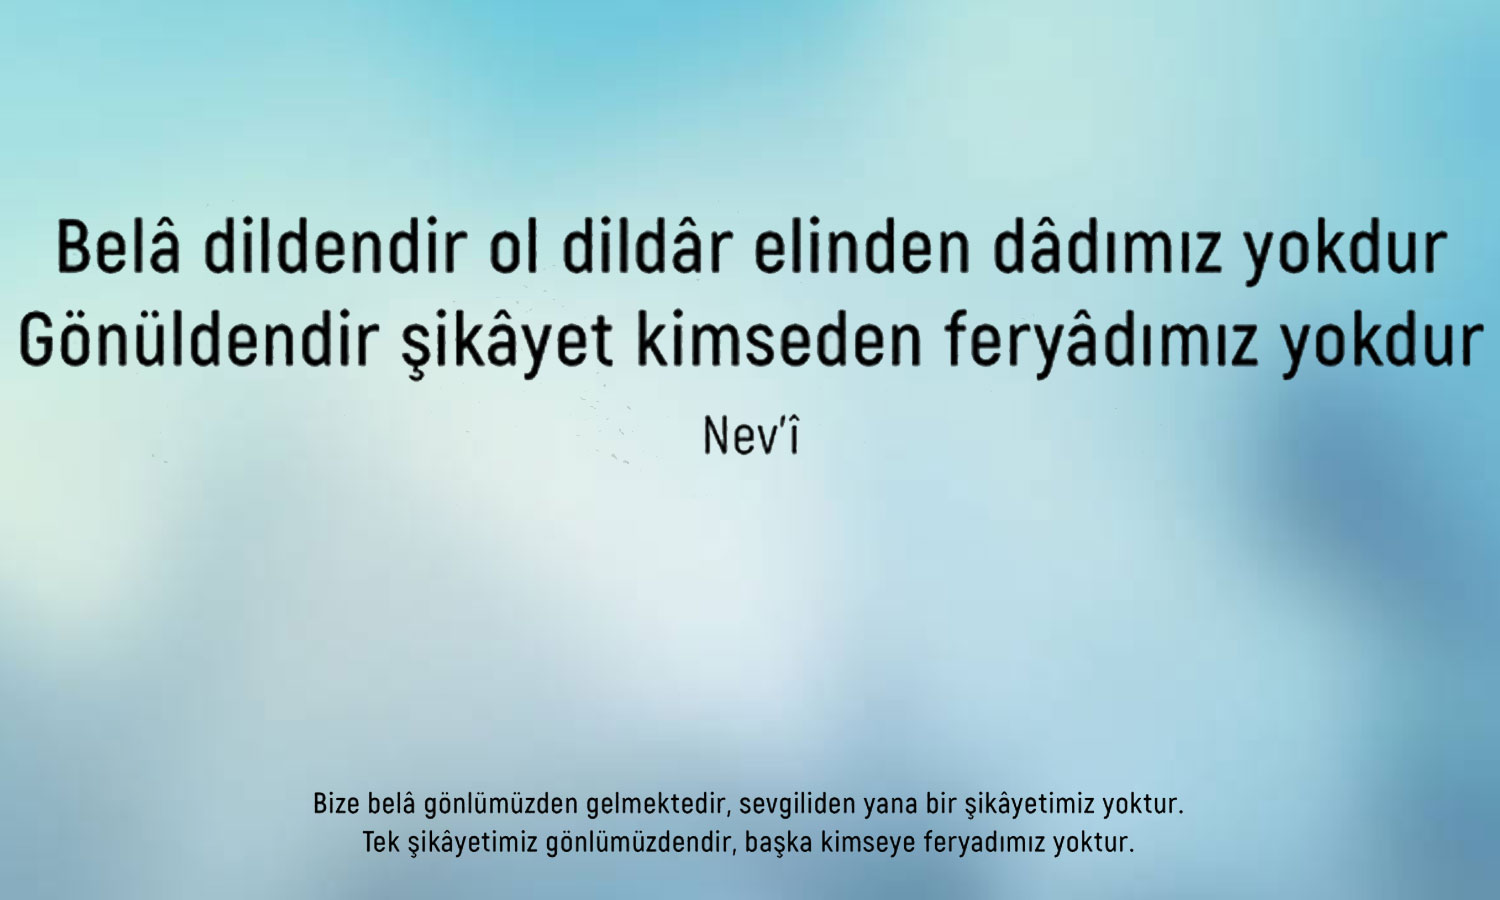 Belâ dildendir ol dildâr elinden dâdımız yokdur
Gönüldendir şikâyet kimseden feryâdımız yokdur
Nev'î
Bize belâ gönlümüzden gelmektedir, sevgiliden yana bir şikâyetimiz yoktur.
Tek şikâyetimiz gönlümüzdendir, başka kimseye feryadımız yoktur.